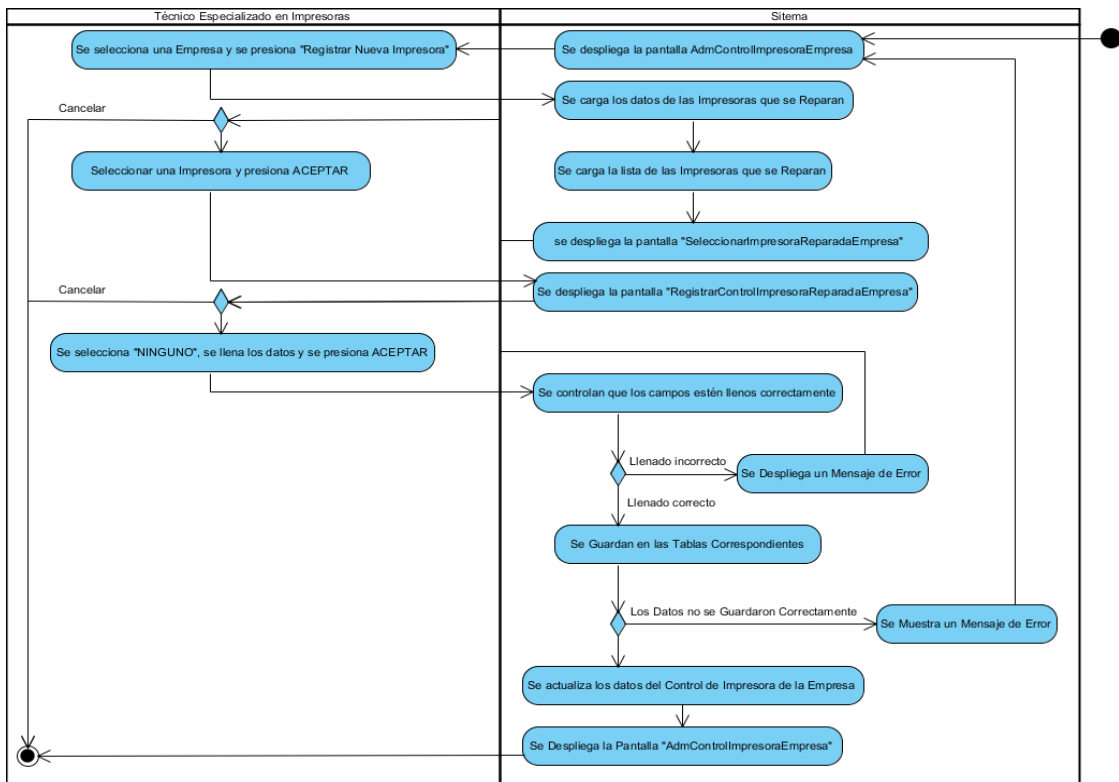 Técnico Especializado en Impresoras
Sitema
Se selecciona una Empresa y se presiona "Registrar Nueva Impresora"
Se despliega la pantalla AdmControlImpresoraEmpresa
Se carga los datos de las Impresoras que se Reparan
Cancelar
Seleccionar una Impresora y presiona ACEPTAR
Se carga la lista de las Impresoras que se Reparan
se despliega la pantalla "SeleccionarImpresoraReparadaEmpresa"
Cancelar
Se despliega la pantalla "RegistrarControlImpresoraReparadaEmpresa"
Se selecciona "NINGUNO", se llena los datos y se presiona ACEPTAR
Se controlan que los campos estén llenos correctamente
Llenado incorrecto
Se Despliega un Mensaje de Error
Llenado correcto
Se Guardan en las Tablas Correspondientes
Los Datos no se Guardaron Correctamente
Se Muestra un Mensaje de Error
Se actualiza los datos del Control de Impresora de la Empresa
Se Despliega la Pantalla "AdmControlImpresoraEmpresa"